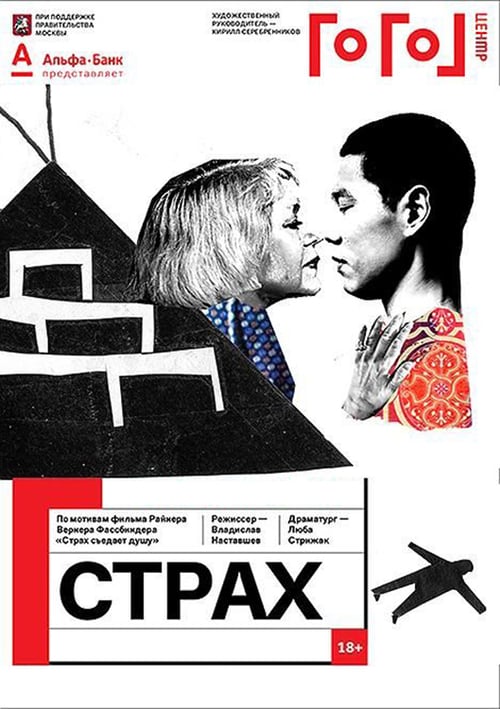 ПРИ ПОДДЕРЖКЕ
ПРАВИТЕЛЬСТВА
МОСКВЫ
А
Альфа·Банк
представляет
ХУДОЖЕСТВЕННЫЙ
РУКОВОДИТЕЛЬ —
КИРИЛЛ СЕРЕБРЕННИКОВ
ГОГОЛ
ЦЕНТР
По мотивам фильма Райнера
Вернера Фассбиндера
«Страх съедает душу»
Режиссер —
Владислав
Наставшев
Драматург —
Люба
Стрижак
СТРАХ
18+